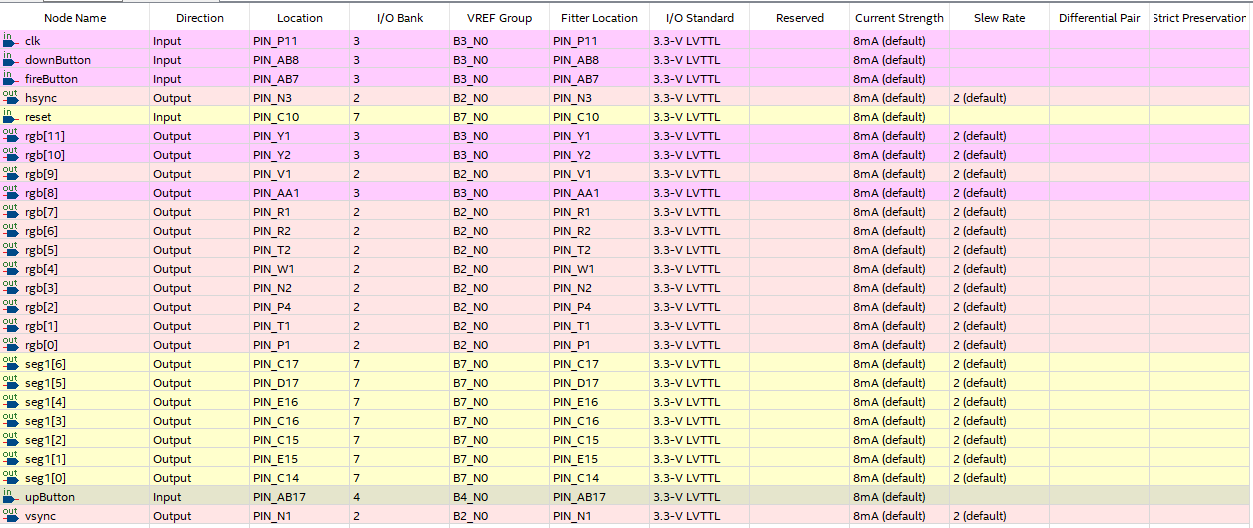 Node Name Direction Location I/O Bank VREF Group Fitter Location I/O Standard Reserved Current Strength Slew Rate Differential Pair Strict Preservation
in clk Input PIN_P11 3 B3_N0 PIN_P11 3.3-V LVTTL 8mA (default)
in downButton Input PIN_AB8 3 B3_N0 PIN_AB8 3.3-V LVTTL 8mA (default)
in fireButton Input PIN_AB7 3 B3_N0 PIN_AB7 3.3-V LVTTL 8mA (default)
out hsync Output PIN_N3 2 B2_N0 PIN_N3 3.3-V LVTTL 8mA (default) 2 (default)
in reset Input PIN_C10 7 B7_N0 PIN_C10 3.3-V LVTTL 8mA (default)
out rgb[11] Output PIN_Y1 3 B3_N0 PIN_Y1 3.3-V LVTTL 8mA (default) 2 (default)
out rgb[10] Output PIN_Y2 3 B3_N0 PIN_Y2 3.3-V LVTTL 8mA (default) 2 (default)
out rgb[9] Output PIN_V1 2 B2_N0 PIN_V1 3.3-V LVTTL 8mA (default) 2 (default)
out rgb[8] Output PIN_AA1 3 B3_N0 PIN_AA1 3.3-V LVTTL 8mA (default) 2 (default)
out rgb[7] Output PIN_R1 2 B2_N0 PIN_R1 3.3-V LVTTL 8mA (default) 2 (default)
out rgb[6] Output PIN_R2 2 B2_N0 PIN_R2 3.3-V LVTTL 8mA (default) 2 (default)
out rgb[5] Output PIN_T2 2 B2_N0 PIN_T2 3.3-V LVTTL 8mA (default) 2 (default)
out rgb[4] Output PIN_W1 2 B2_N0 PIN_W1 3.3-V LVTTL 8mA (default) 2 (default)
out rgb[3] Output PIN_N2 2 B2_N0 PIN_N2 3.3-V LVTTL 8mA (default) 2 (default)
out rgb[2] Output PIN_P4 2 B2_N0 PIN_P4 3.3-V LVTTL 8mA (default) 2 (default)
out rgb[1] Output PIN_T1 2 B2_N0 PIN_T1 3.3-V LVTTL 8mA (default) 2 (default)
out rgb[0] Output PIN_P1 2 B2_N0 PIN_P1 3.3-V LVTTL 8mA (default) 2 (default)
out seg1[6] Output PIN_C17 7 B7_N0 PIN_C17 3.3-V LVTTL 8mA (default) 2 (default)
out seg1[5] Output PIN_D17 7 B7_N0 PIN_D17 3.3-V LVTTL 8mA (default) 2 (default)
out seg1[4] Output PIN_E16 7 B7_N0 PIN_E16 3.3-V LVTTL 8mA (default) 2 (default)
out seg1[3] Output PIN_C16 7 B7_N0 PIN_C16 3.3-V LVTTL 8mA (default) 2 (default)
out seg1[2] Output PIN_C15 7 B7_N0 PIN_C15 3.3-V LVTTL 8mA (default) 2 (default)
out seg1[1] Output PIN_E15 7 B7_N0 PIN_E15 3.3-V LVTTL 8mA (default) 2 (default)
out seg1[0] Output PIN_C14 7 B7_N0 PIN_C14 3.3-V LVTTL 8mA (default) 2 (default)
in upButton Input PIN_AB17 4 B4_N0 PIN_AB17 3.3-V LVTTL 8mA (default)
out vsync Output PIN_N1 2 B2_N0 PIN_N1 3.3-V LVTTL 8mA (default) 2 (default)